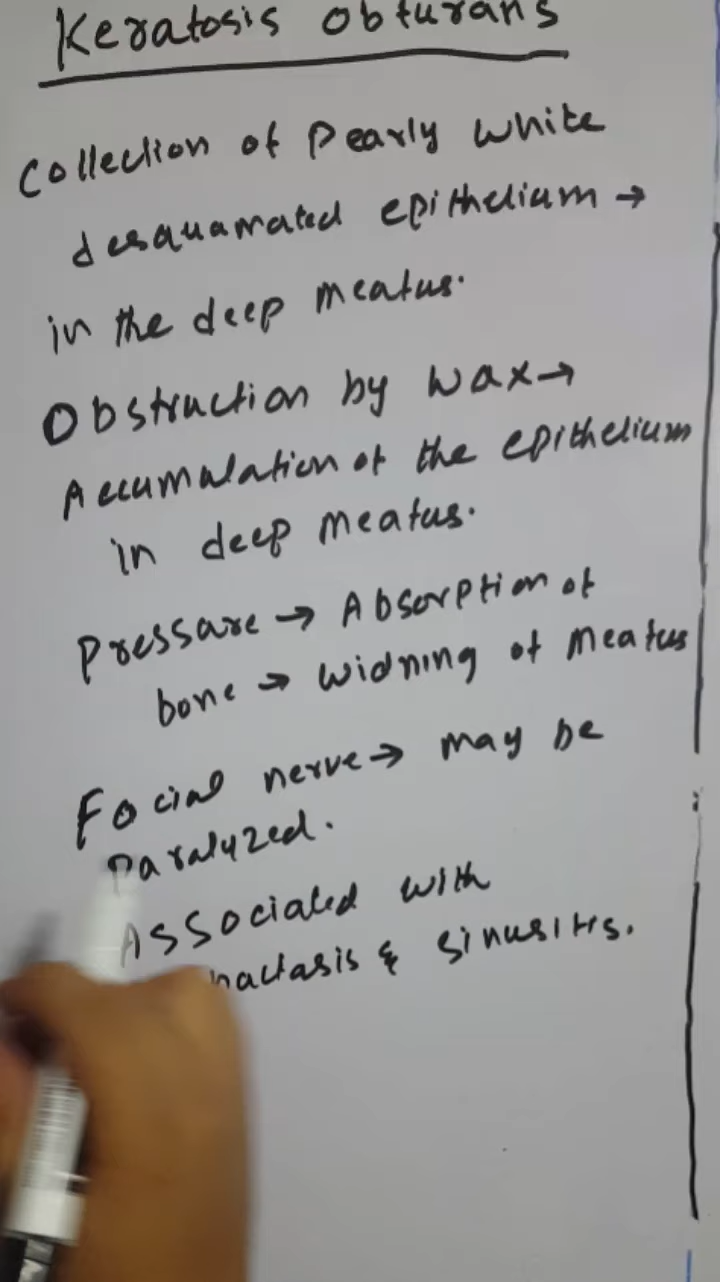 Keratosis Obturans
Collection of Pearly white
desquamated epithelium →
in the deep meatus.
Obstruction by wax →
Accumulation of the epithelium
in deep meatus.
Pressure → Absorption of
bone → widning of meatus
Focial nerve → may be
Paralyzed.
Associated with
& sinusitis.